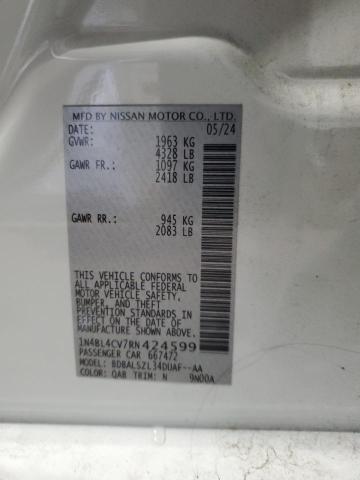 MFD BY NISSAN MOTOR CO., LTD.
DATE: 05/24
GVWR: 1963 KG
4328 LB
GAWR FR.: 1097 KG
2418 LB
GAWR RR.: 945 KG
2083 LB
THIS VEHICLE CONFORMS TO
ALL APPLICABLE FEDERAL
MOTOR VEHICLE SAFETY,
BUMPER, AND THEFT
PREVENTION STANDARDS
IN EFFECT ON THE DATE OF
MANUFACTURE SHOWN ABOVE.
1N4BL4CV7RN424599
PASSENGER CAR 667472
MODEL: BDBALSZL34DUAF--AA
COLOR: QAB TRIM: N 9N00A